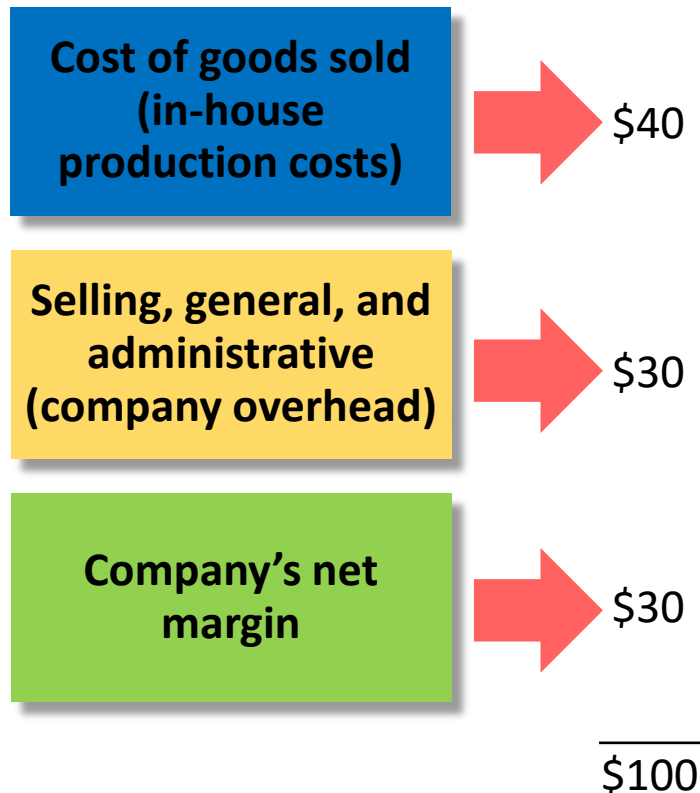 Cost of goods sold
(in-house
production costs)
$40
Selling, general, and
administrative
(company overhead)
$30
Company’s net
margin
$30
$100